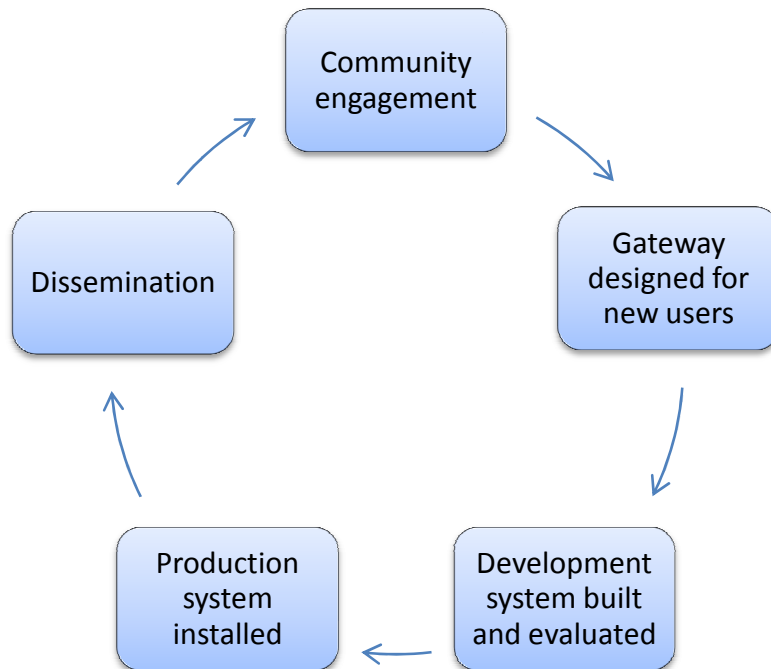 Community
engagement
Gateway
designed for
new users
Development
system built
and evaluated
Production
system
installed
Dissemination